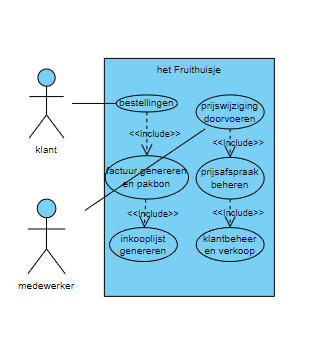 het Fruithuisje
bestellingen
prijswijziging
doorvoeren
<<Include>>
<<Include>>
klant
factuur genereren
en pakbon
prijsafspraak
beheren
<<Include>>
<<Include>>
inkooplijst
genereren
klantbeheer
en verkoop
medewerker